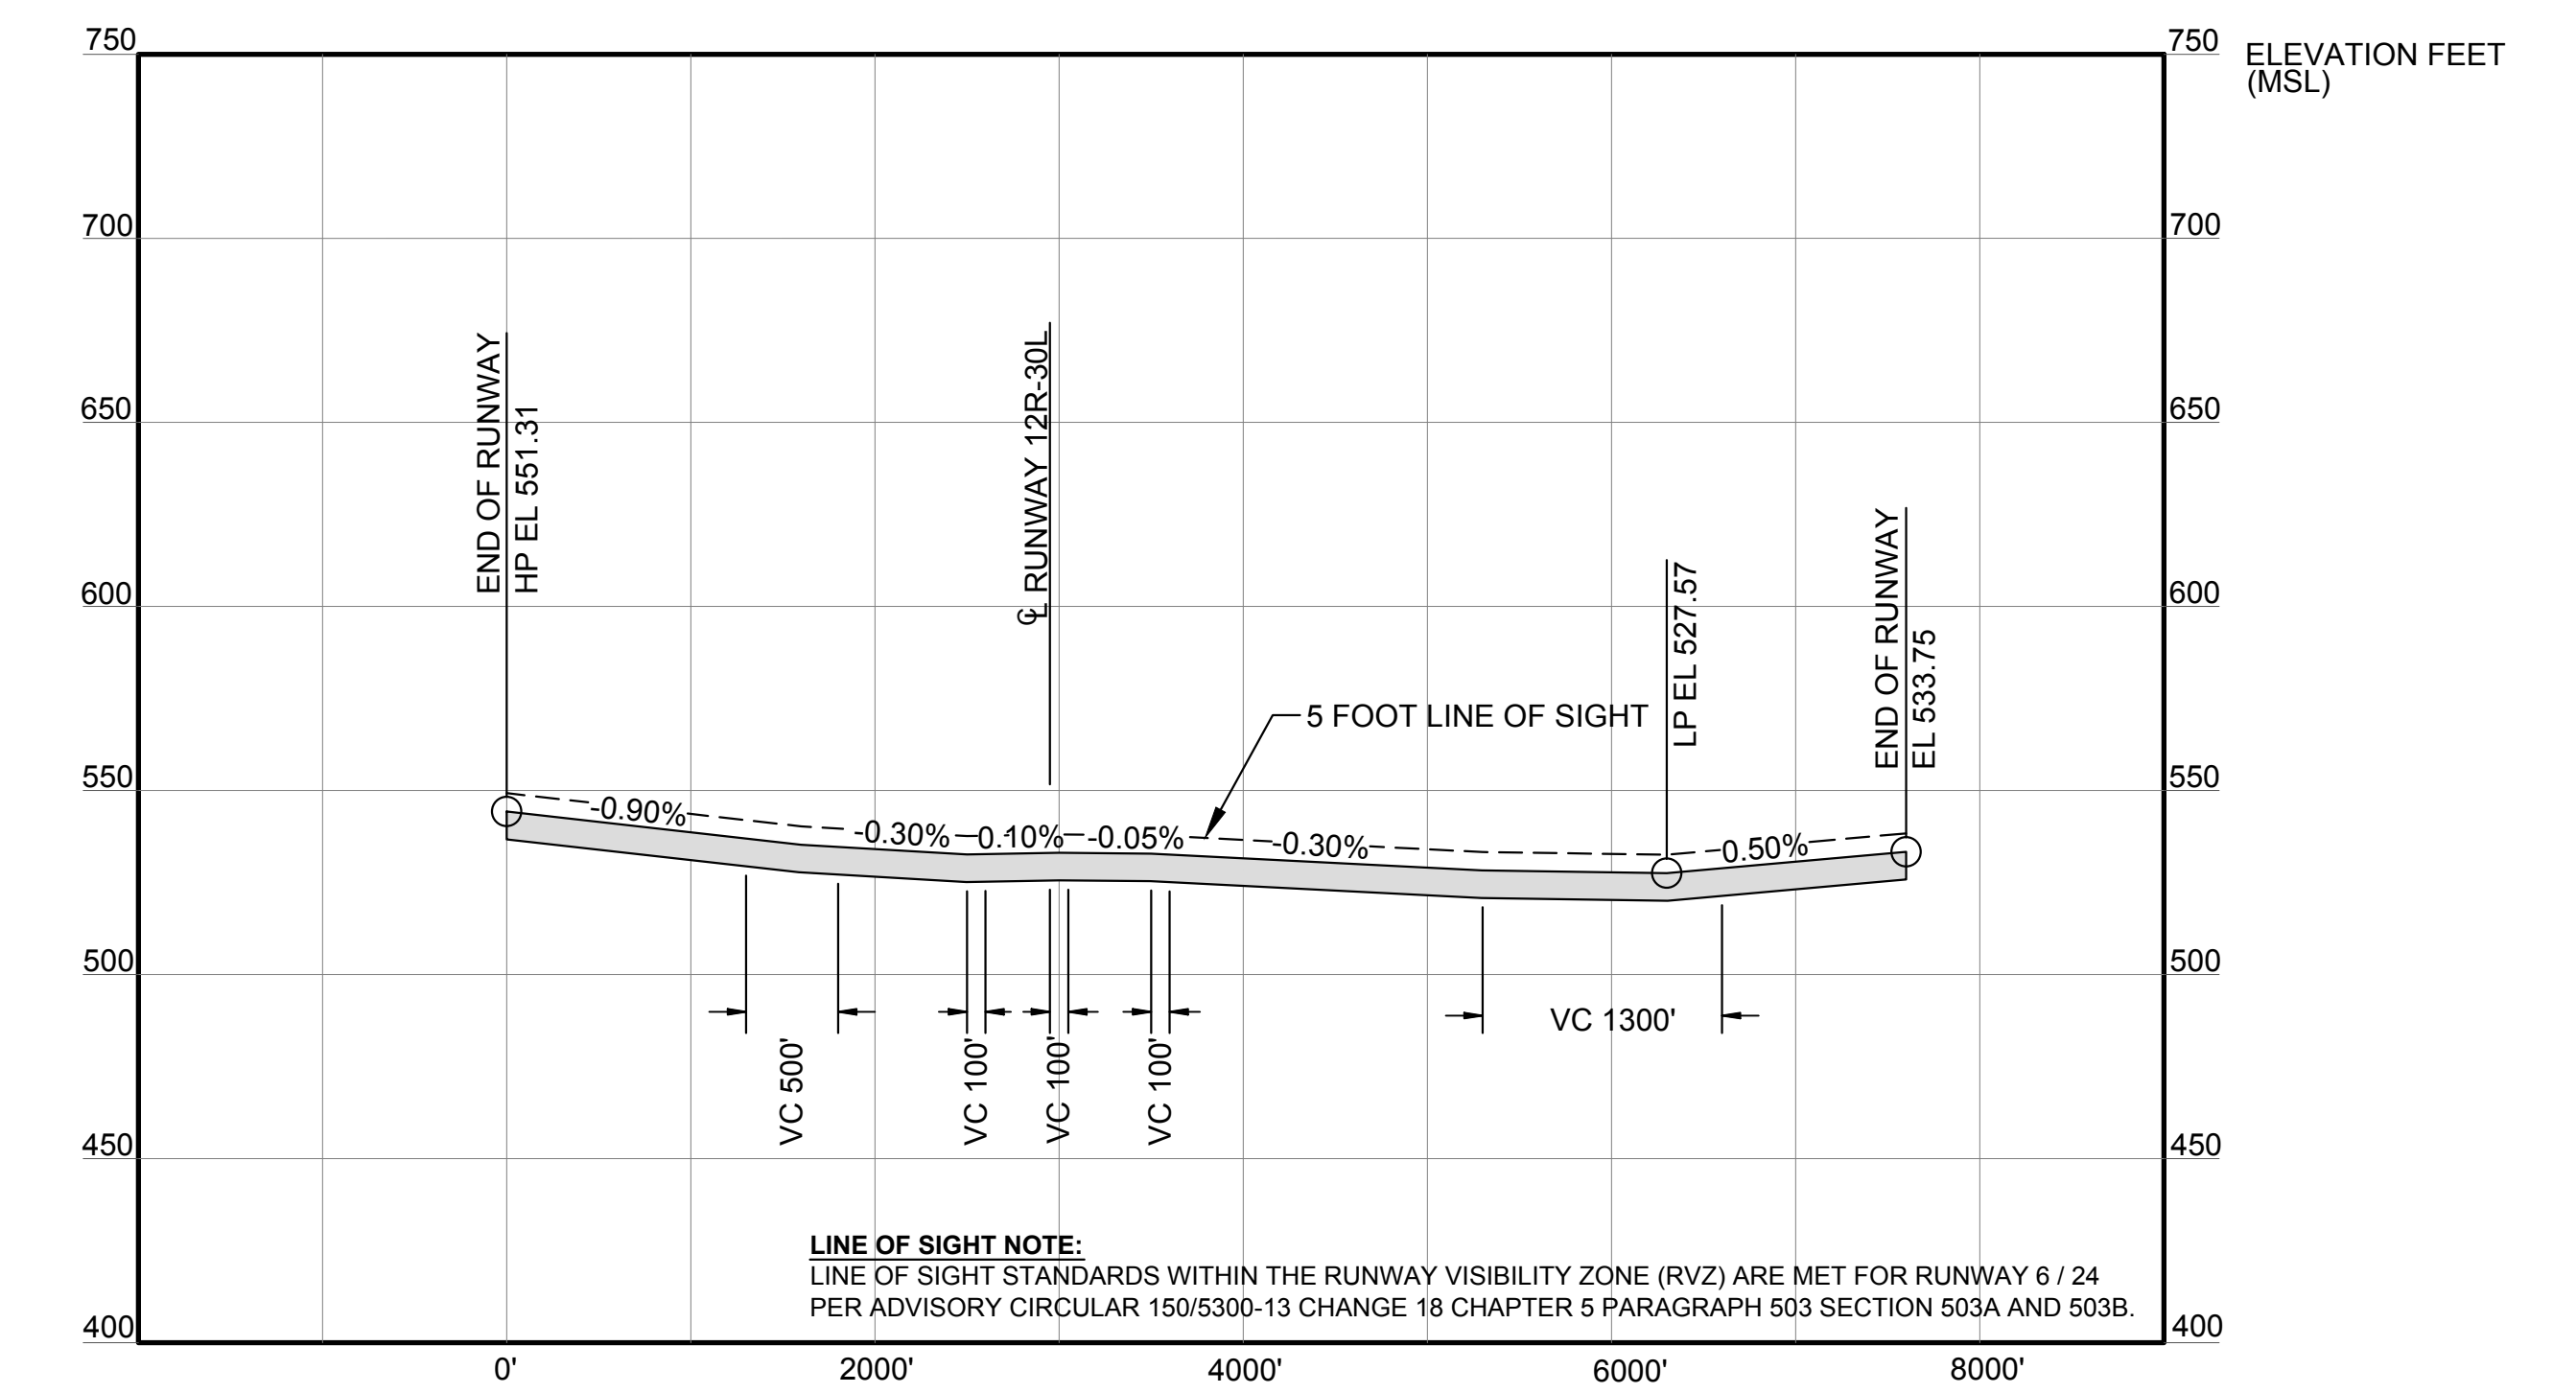 750
750
ELEVATION FEET
(MSL)
700
700
650
650
600
600
550
550
500
500
450
450
400
400
END OF RUNWAY
HP EL 551.31
℄ RUNWAY 12R-30L
LP EL 527.57
END OF RUNWAY
EL 533.75
5 FOOT LINE OF SIGHT
-0.90%
-0.30%
0.10%
-0.05%
-0.30%
0.50%
VC 500'
VC 100'
VC 100'
VC 100'
VC 1300'
LINE OF SIGHT NOTE:
LINE OF SIGHT STANDARDS WITHIN THE RUNWAY VISIBILITY ZONE (RVZ) ARE MET FOR RUNWAY 6 / 24
PER ADVISORY CIRCULAR 150/5300-13 CHANGE 18 CHAPTER 5 PARAGRAPH 503 SECTION 503A AND 503B.
0'
2000'
4000'
6000'
8000'